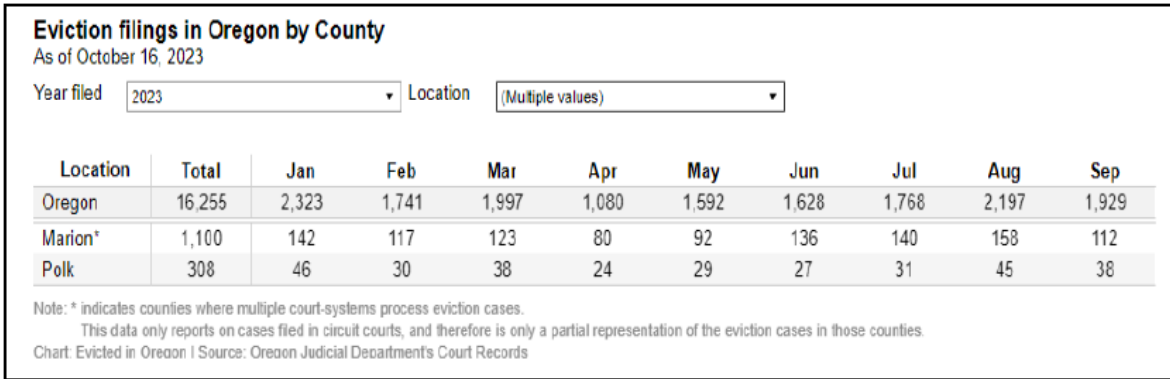 Eviction filings in Oregon by County
As of October 16, 2023
Year filed 2023 Location (Multiple values)
Location Total Jan Feb Mar Apr May Jun Jul Aug Sep
Oregon 16,255 2,323 1,741 1,997 1,080 1,592 1,628 1,768 2,197 1,929
Marion* 1,100 142 117 123 80 92 136 140 158 112
Polk 308 46 30 38 24 29 27 31 45 38
Note: * indicates counties where multiple court-systems process eviction cases.
This data only reports on cases filed in circuit courts, and therefore is only a partial representation of the eviction cases in those counties.
Chart: Evicted in Oregon | Source: Oregon Judicial Department's Court Records